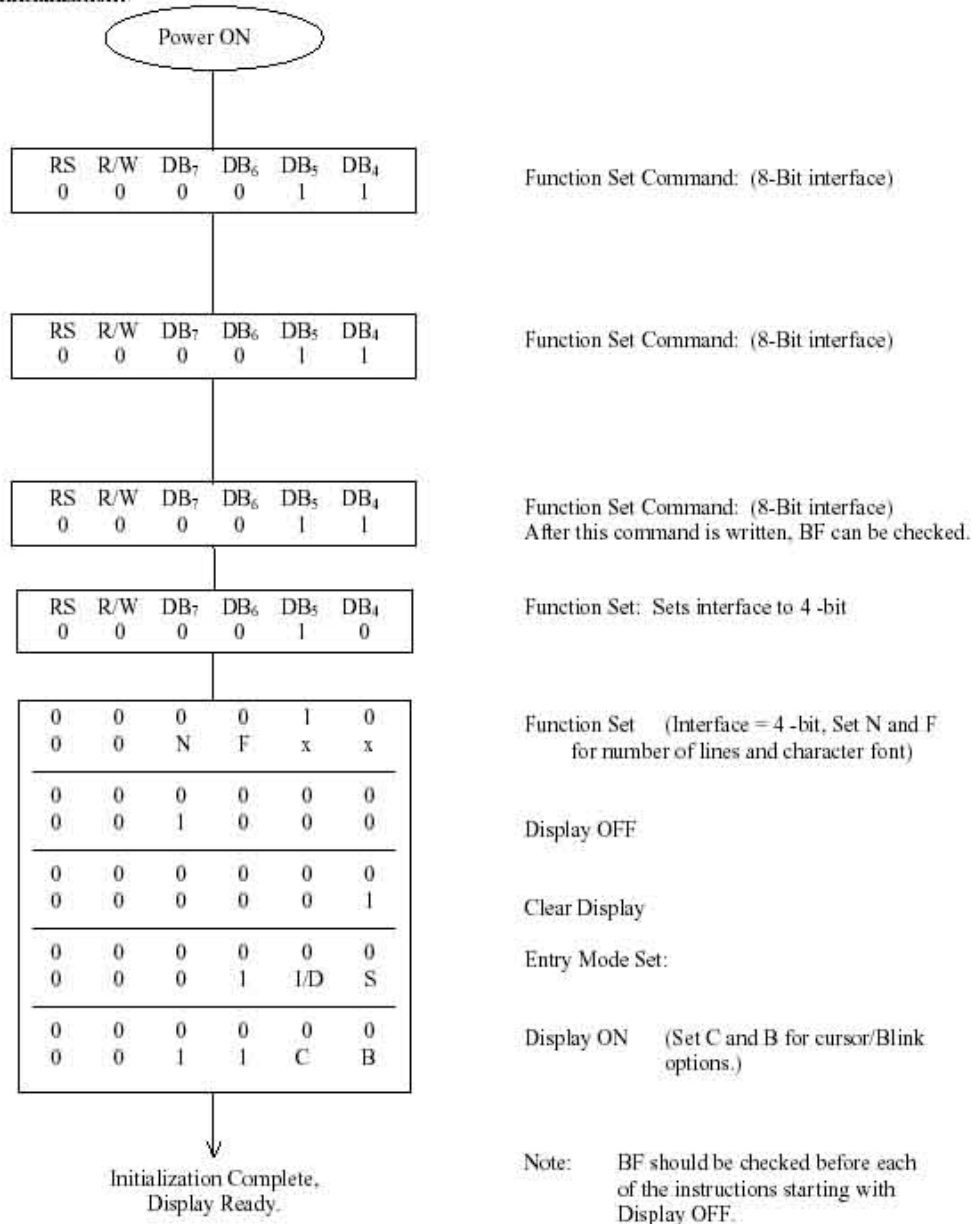 Power ON
RS R/W DB7 DB6 DB5 DB4
0 0 0 0 1 1
Function Set Command: (8-Bit interface)
RS R/W DB7 DB6 DB5 DB4
0 0 0 0 1 1
Function Set Command: (8-Bit interface)
RS R/W DB7 DB6 DB5 DB4
0 0 0 0 1 1
Function Set Command: (8-Bit interface)
After this command is written, BF can be checked.
RS R/W DB7 DB6 DB5 DB4
0 0 0 0 1 0
Function Set: Sets interface to 4 -bit
0 0 0 0 1 0
0 0 N F x x
Function Set (Interface = 4 -bit, Set N and F
for number of lines and character font)
0 0 0 0 0 0
0 0 1 0 0 0
Display OFF
0 0 0 0 0 0
0 0 0 0 0 1
Clear Display
0 0 0 0 0 0
0 0 0 1 I/D S
Entry Mode Set:
0 0 0 0 0 0
0 0 1 1 C B
Display ON (Set C and B for cursor/Blink
options.)
Initialization Complete,
Display Ready.
Note: BF should be checked before each
of the instructions starting with
Display OFF.